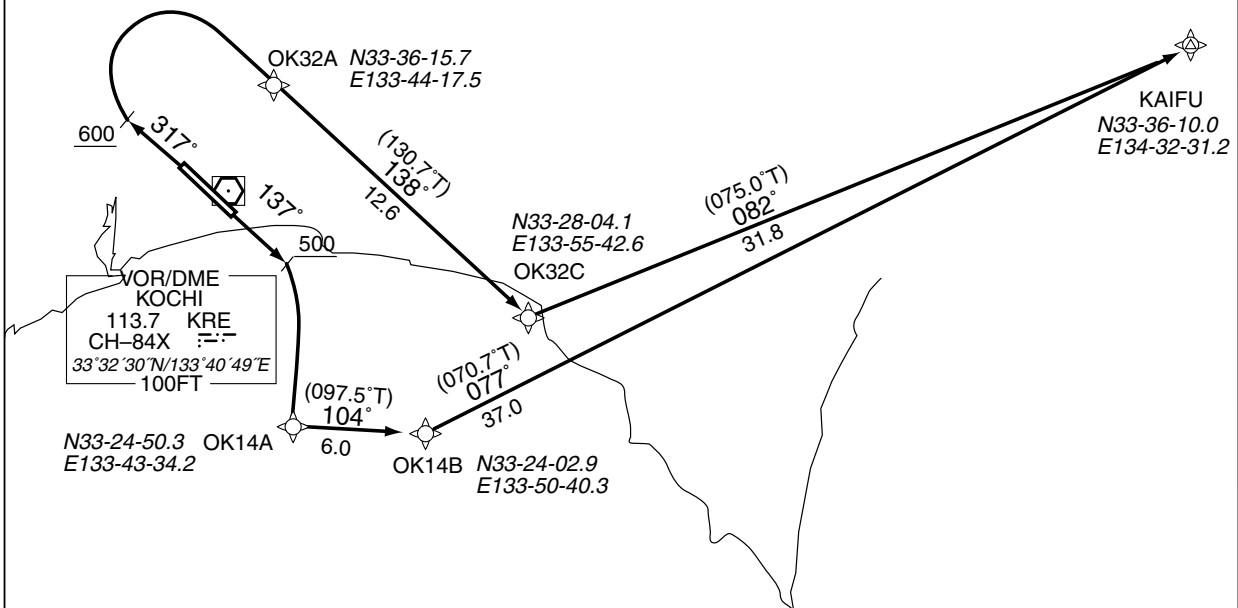 OK32A
N33-36-15.7
E133-44-17.5
KAIFU
N33-36-10.0
E134-32-31.2
600
317°
137°
500
(130.7°T)
138°
12.6
(075.0°T)
082°
31.8
N33-28-04.1
E133-55-42.6
OK32C
VOR/DME
KOCHI
113.7 KRE
CH–84X
33°32´30˝N/133°40´49˝E
100FT
(070.7°T)
077°
37.0
(097.5°T)
104°
6.0
N33-24-50.3
E133-43-34.2
OK14A
OK14B
N33-24-02.9
E133-50-40.3